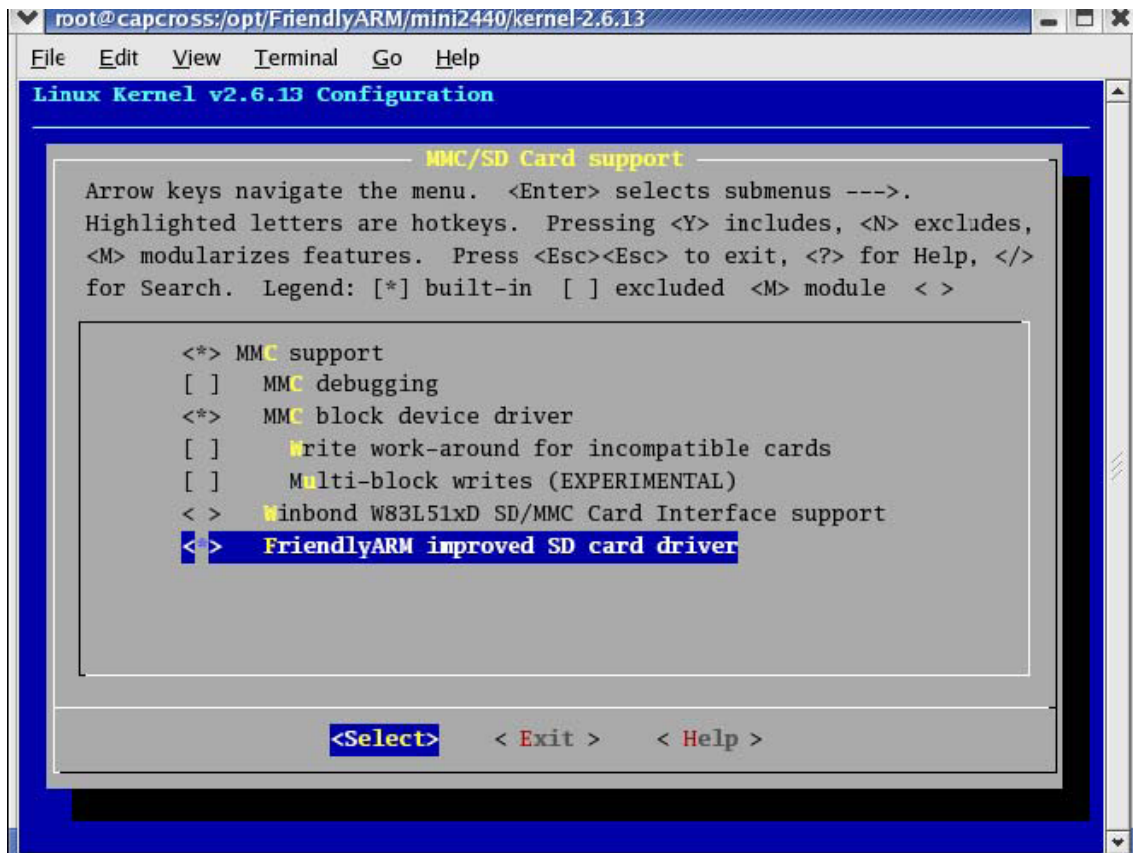 root@capcross:/opt/FriendlyARM/mini2440/kernel-2.6.13
File Edit View Terminal Go Help
Linux Kernel v2.6.13 Configuration
MMC/SD Card support
Arrow keys navigate the menu. <Enter> selects submenus --->.
Highlighted letters are hotkeys. Pressing <Y> includes, <N> excludes,
<M> modularizes features. Press <Esc><Esc> to exit, <?> for Help, </>
for Search. Legend: [*] built-in [ ] excluded <M> module < >
<*> MMC support
[ ] MMC debugging
<*> MMC block device driver
[ ] Write work-around for incompatible cards
[ ] Multi-block writes (EXPERIMENTAL)
< > Winbond W83L51xD SD/MMC Card Interface support
<*> FriendlyARM improved SD card driver
<Select> < Exit > < Help >